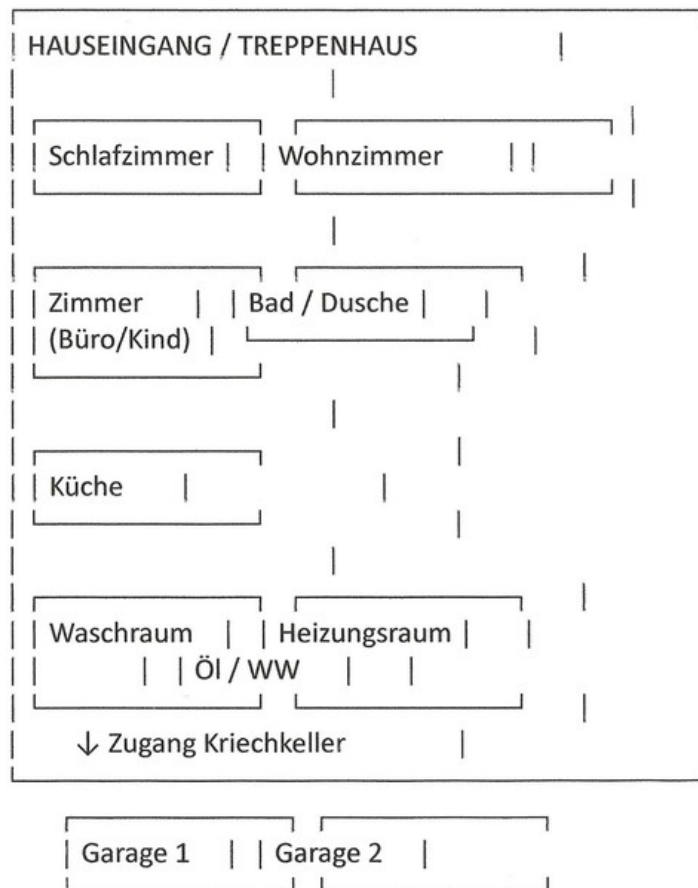 HAUSEINGANG / TREPPENHAUS
Schlafzimmer Wohnzimmer
Zimmer Bad / Dusche
(Büro/Kind)
Küche
Waschraum Heizungsraum
Öl / WW
↓ Zugang Kriechkeller
Garage 1 Garage 2